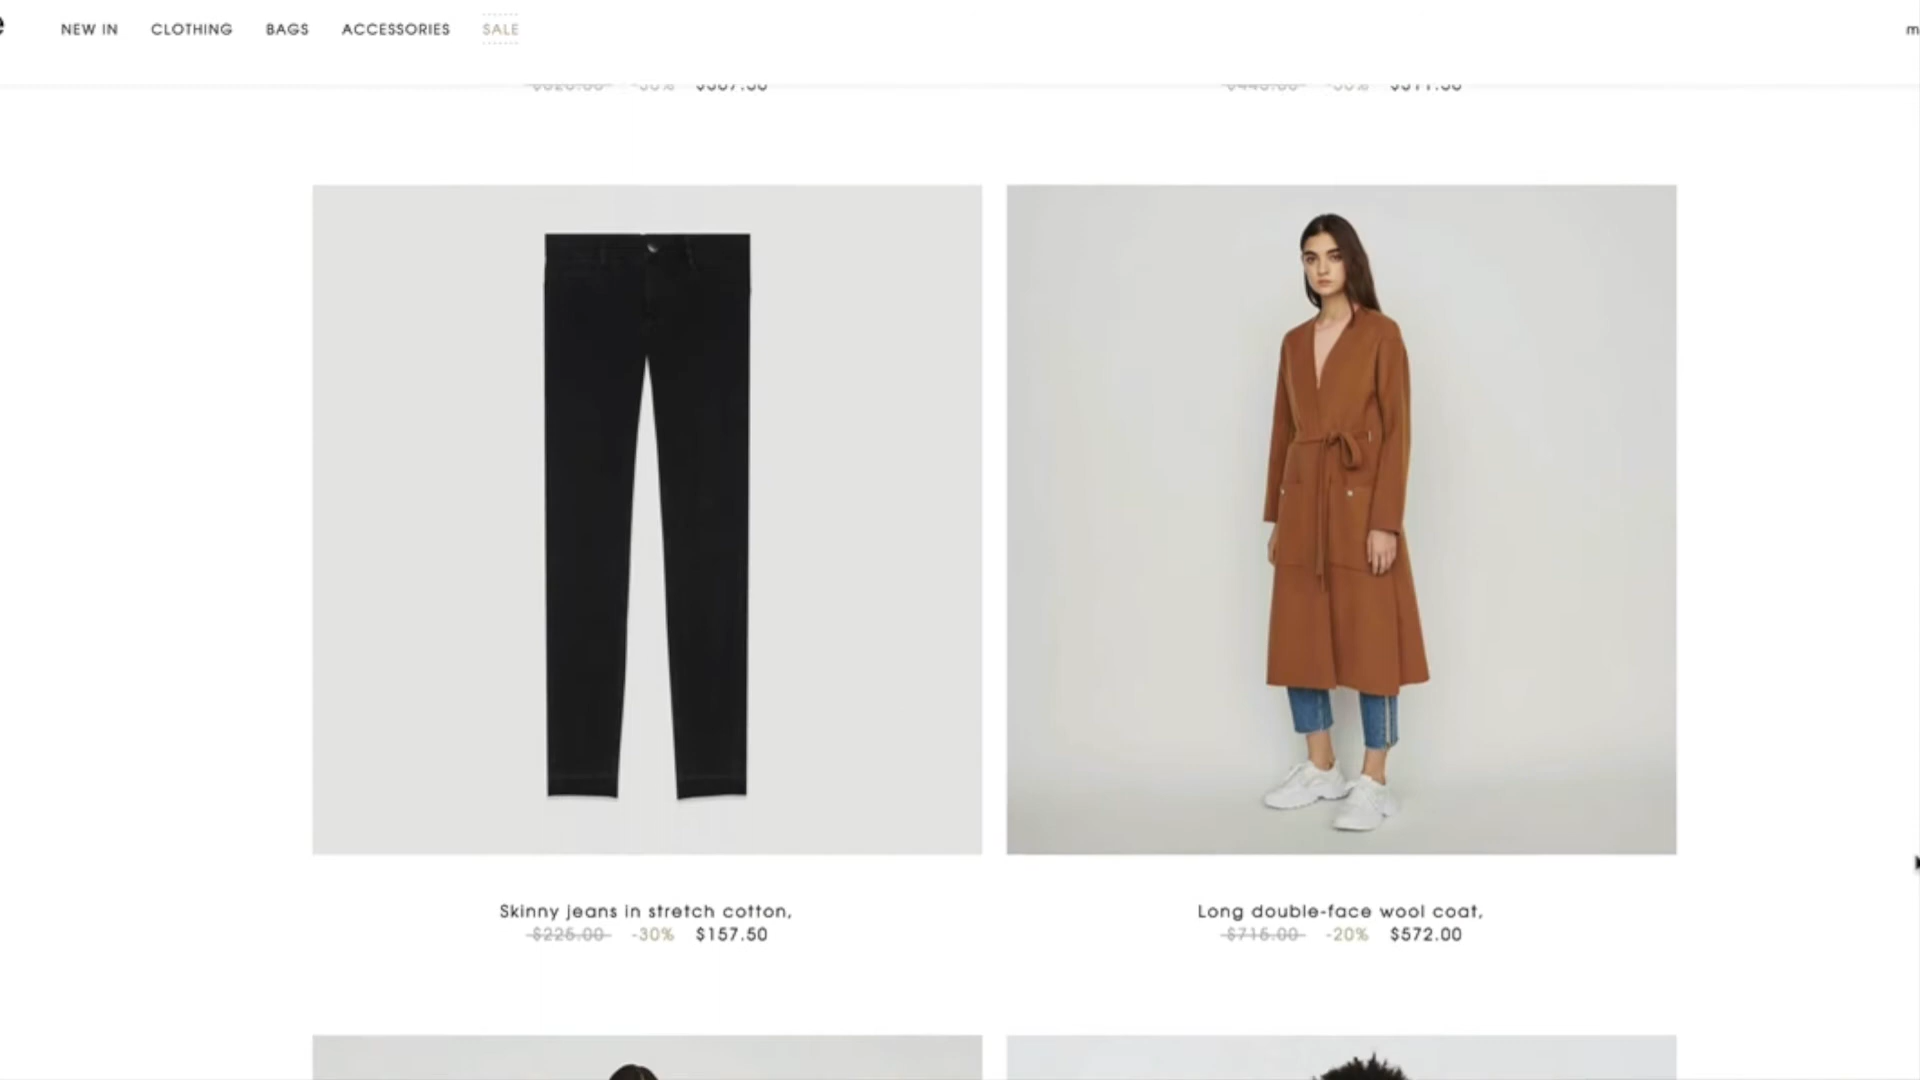 NEW IN CLOTHING BAGS ACCESSORIES SALE
Skinny jeans in stretch cotton,
$225.00 -30% $157.50
Long double-face wool coat,
$715.00 -20% $572.00